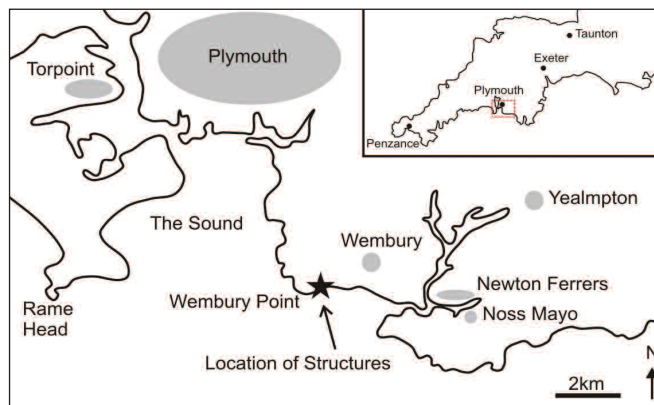 Plymouth
Torpoint
Taunton
Exeter
Plymouth
Penzance
The Sound
Yealmpton
Wembury
Newton Ferrers
Noss Mayo
Wembury Point
Rame
Head
Location of Structures
2km
N